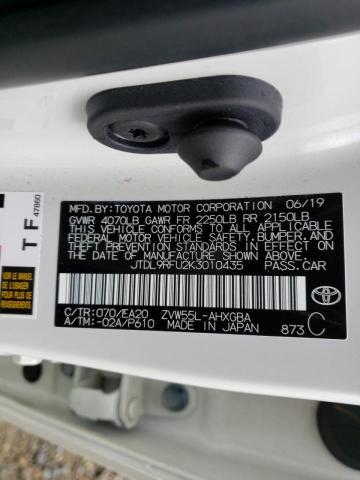 MFD.BY:TOYOTA MOTOR CORPORATION 06/19
GVWR 4070LB GAWR FR 2250LB RR 2150LB
THIS VEHICLE CONFORMS TO ALL APPLICABLE
FEDERAL MOTOR VEHICLE SAFETY, BUMPER, AND
THEFT PREVENTION STANDARDS IN EFFECT ON
THE DATE OF MANUFACTURE SHOWN ABOVE.
JTDL9RFU2K3010435 PASS.CAR
C/TR:070/EA20 ZVW55L-AHXGBA
A/TM:-02A/P610 MADE IN JAPAN 873 C
TOYOTA
TF
47860